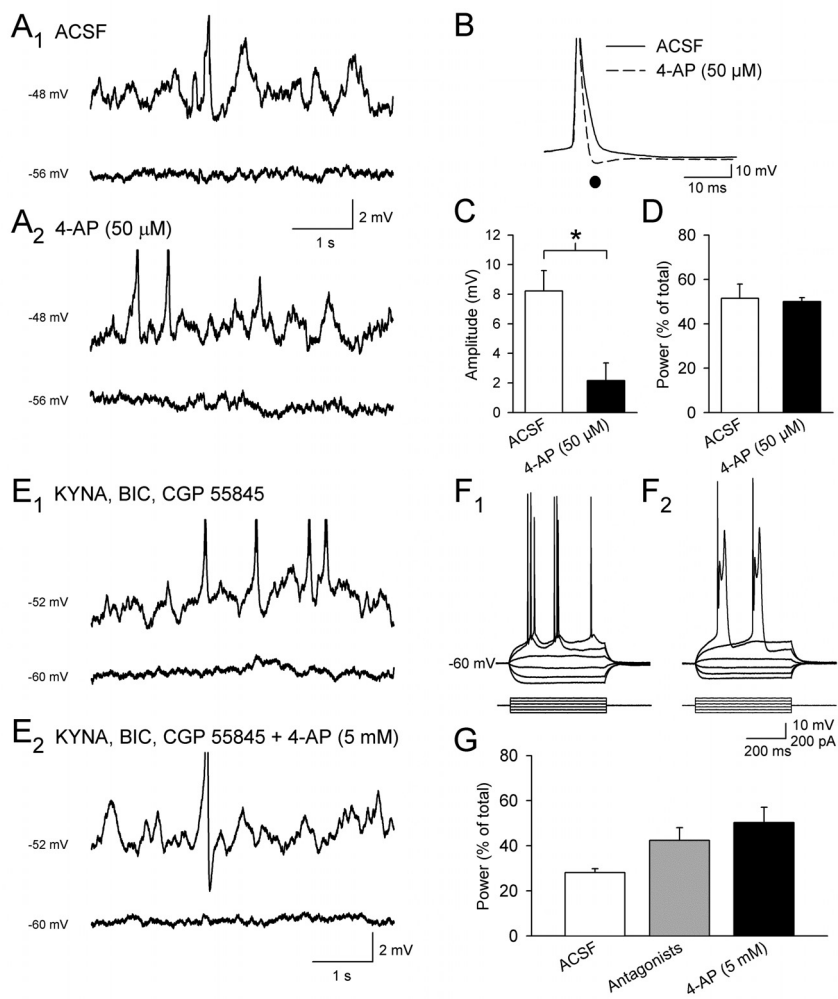 A1 ACSF
-48 mV
-56 mV
2 mV
1 s
A2 4-AP (50 μM)
-48 mV
-56 mV
B
ACSF
4-AP (50 μM)
10 mV
10 ms
C
Amplitude (mV)
12
10
8
6
4
2
0
*
ACSF
4-AP (50 μM)
D
Power (% of total)
80
60
40
20
0
ACSF
4-AP (50 μM)
E1 KYNA, BIC, CGP 55845
-52 mV
-60 mV
E2 KYNA, BIC, CGP 55845 + 4-AP (5 mM)
-52 mV
-60 mV
2 mV
1 s
F1
-60 mV
F2
10 mV
200 pA
200 ms
G
Power (% of total)
80
60
40
20
0
ACSF
Antagonists
4-AP (5 mM)